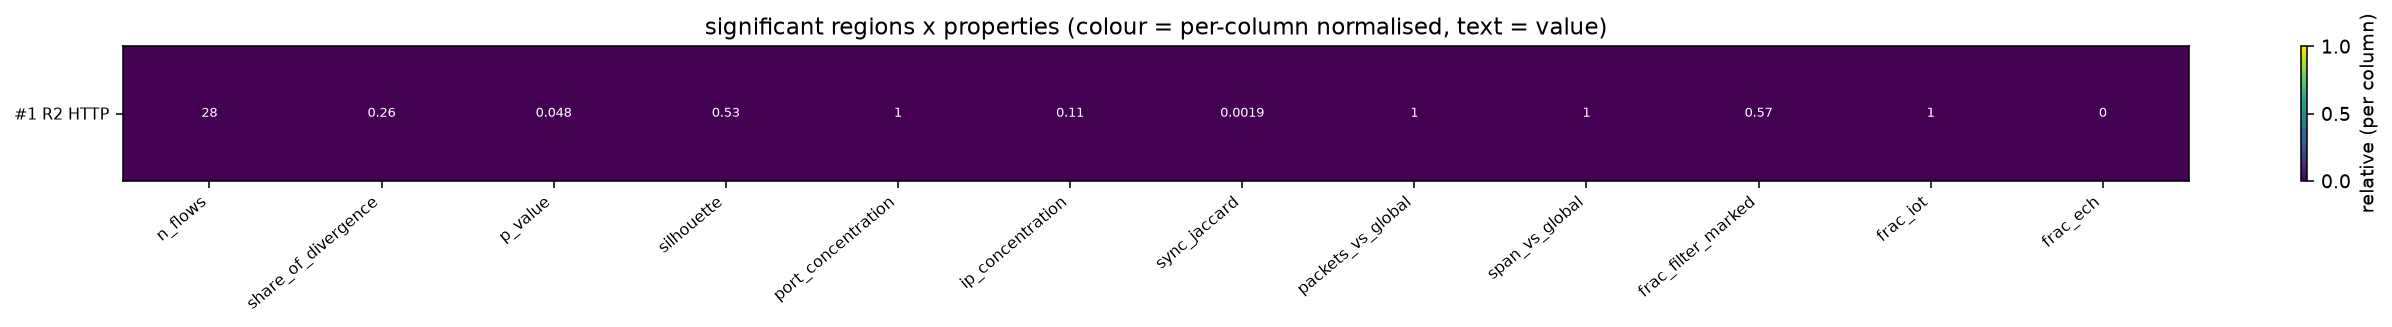 significant regions x properties (colour = per-column normalised, text = value)
#1 R2 HTTP
28 0.26 0.048 0.53 1 0.11 0.0019 1 1 0.57 1 0
n_flows
share_of_divergence
p_value
silhouette
port_concentration
ip_concentration
sync_jaccard
packets_vs_global
span_vs_global
frac_filter_marked
frac_iot
frac_ech
1.0
0.5
0.0
relative (per column)